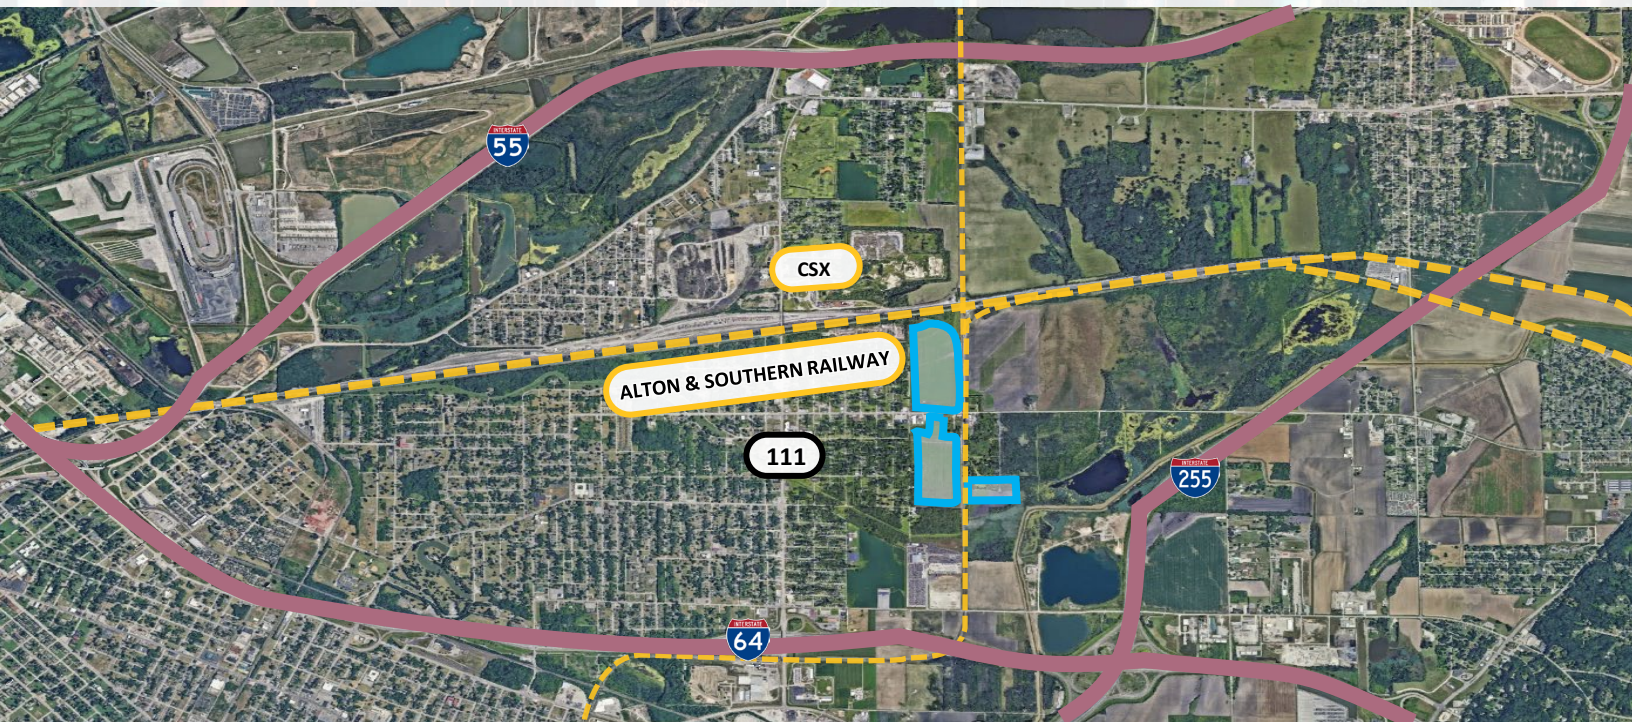 INTERSTATE
55
CSX
ALTON & SOUTHERN RAILWAY
111
INTERSTATE
255
INTERSTATE
64